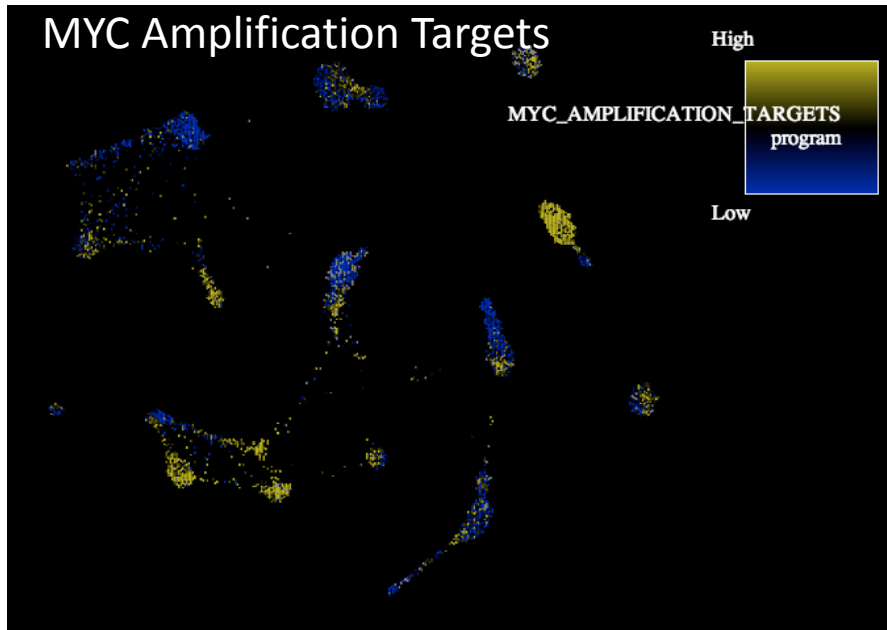 MYC Amplification Targets
High
MYC_AMPLIFICATION_TARGETS
program
Low